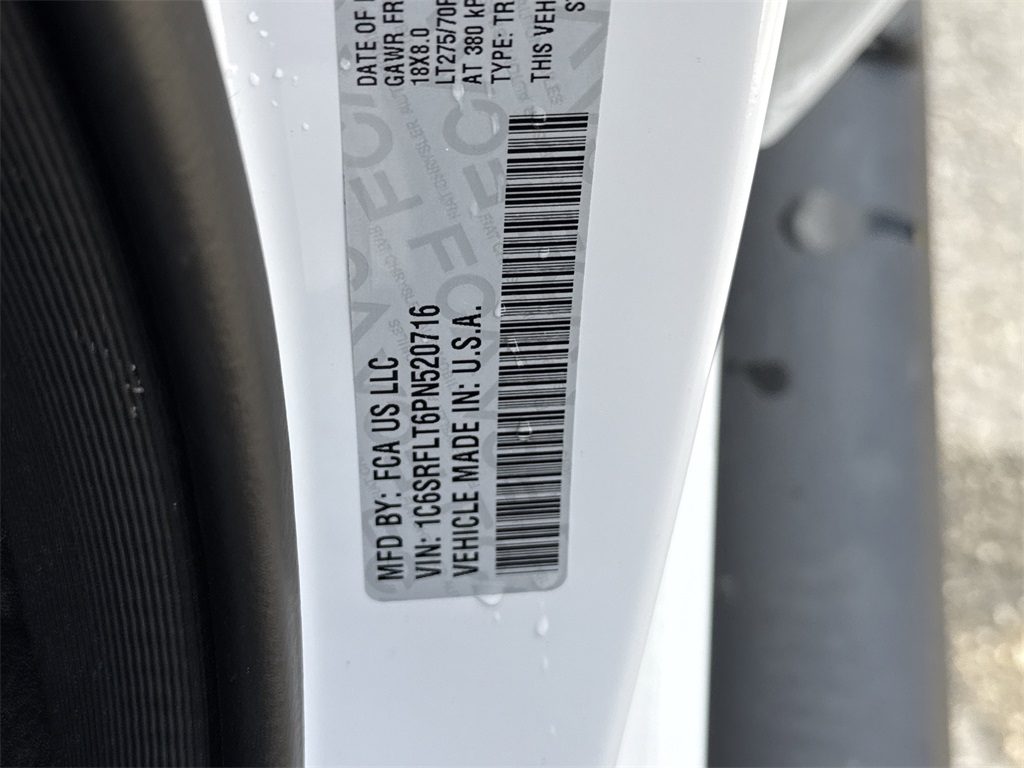 MFD BY: FCA US LLC
VIN: 1C6SRFLT6PN520716
VEHICLE MADE IN: U.S.A.
DATE OF
GAWR FR
18X8.0
LT275/70
AT 380 kP
TYPE: TR
THIS VEHI